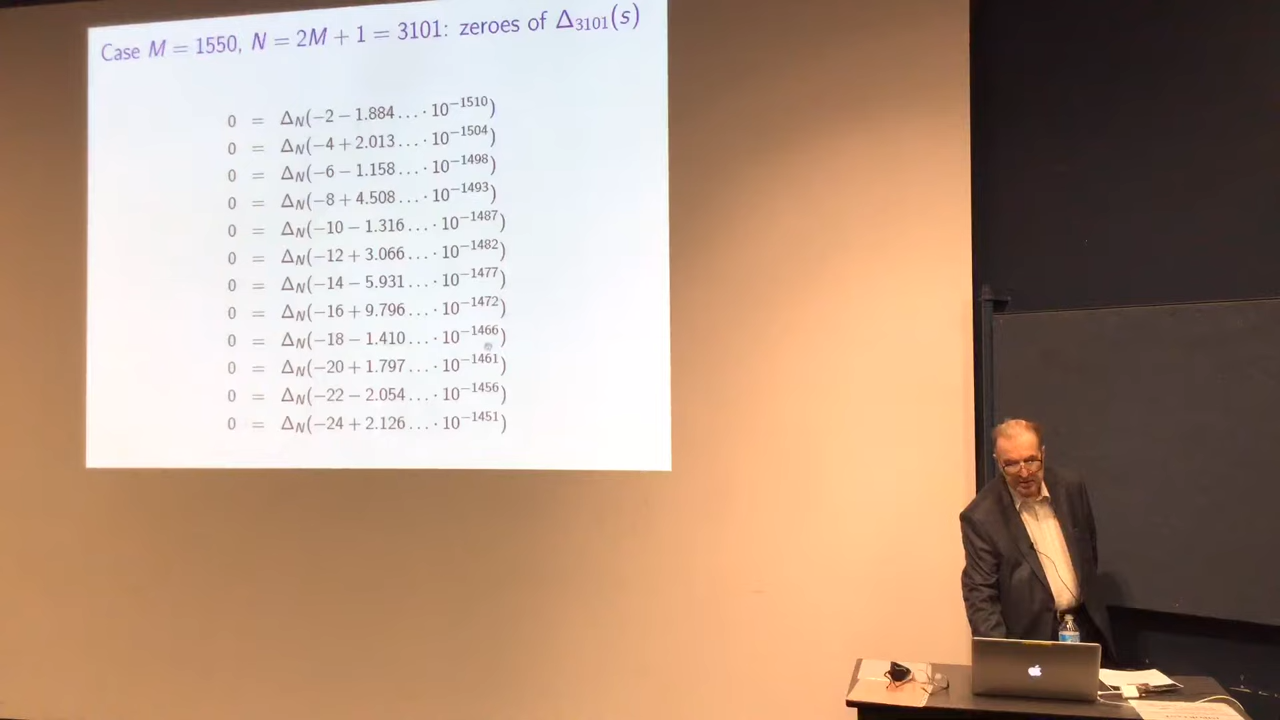 Case M = 1550, N = 2M + 1 = 3101: zeroes of Δ₃₁₀₁(s)
0 = Δ_N(−2 − 1.884… · 10⁻¹⁵¹⁰)
0 = Δ_N(−4 + 2.013… · 10⁻¹⁵⁰⁴)
0 = Δ_N(−6 − 1.158… · 10⁻¹⁴⁹⁸)
0 = Δ_N(−8 + 4.508… · 10⁻¹⁴⁹³)
0 = Δ_N(−10 − 1.316… · 10⁻¹⁴⁸⁷)
0 = Δ_N(−12 + 3.066… · 10⁻¹⁴⁸²)
0 = Δ_N(−14 − 5.931… · 10⁻¹⁴⁷⁷)
0 = Δ_N(−16 + 9.796… · 10⁻¹⁴⁷²)
0 = Δ_N(−18 − 1.410… · 10⁻¹⁴⁶⁶)
0 = Δ_N(−20 + 1.797… · 10⁻¹⁴⁶¹)
0 = Δ_N(−22 − 2.054… · 10⁻¹⁴⁵⁶)
0 = Δ_N(−24 + 2.126… · 10⁻¹⁴⁵¹)